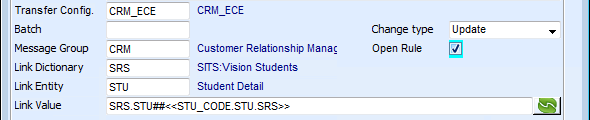 Transfer Config. CRM_ECE CRM_ECE
Batch Change type Update
Message Group CRM Customer Relationship Manag Open Rule
Link Dictionary SRS SITS:Vision Students
Link Entity STU Student Detail
Link Value SRS.STU##<<STU_CODE.STU.SRS>>